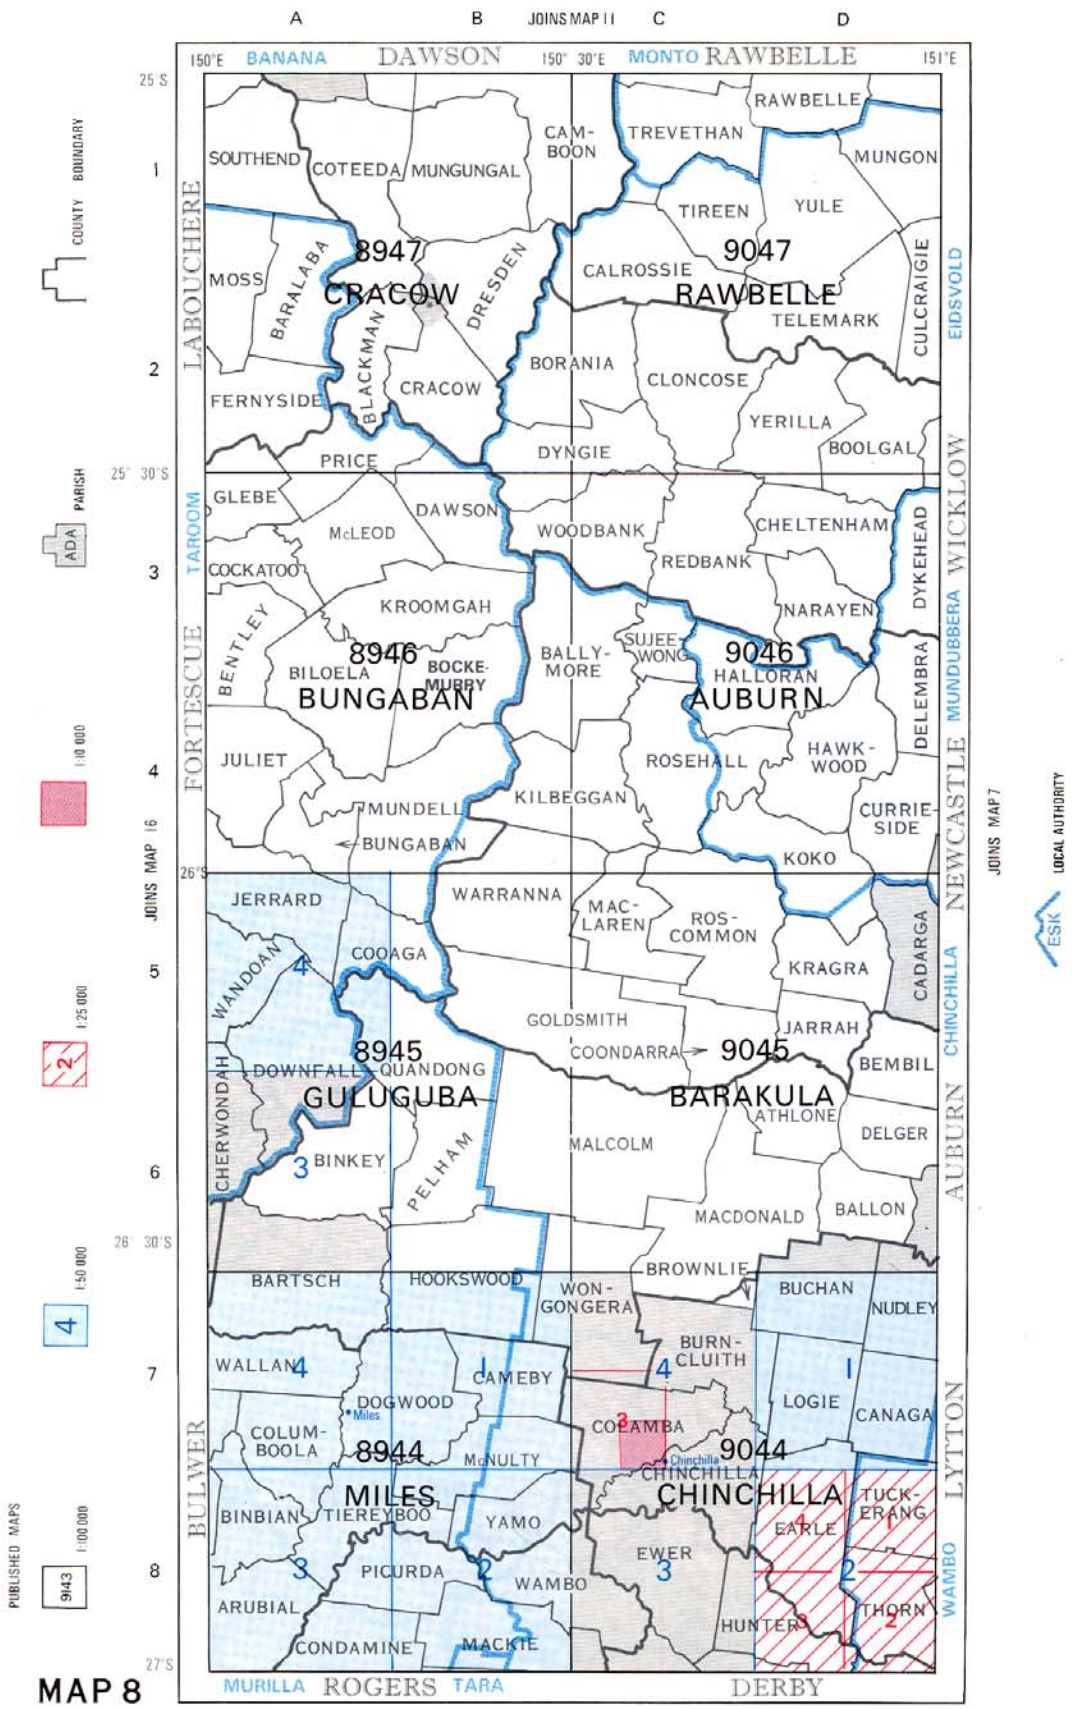 A
B
JOINS MAP 11
C
D
150°E
BANANA
DAWSON
150° 30'E
MONTO
RAWBELLE
151°E
25°S
RAWBELLE
CAM-
BOON
TREVETHAN
MUNGON
1
SOUTHEND
COTEEDA
MUNGUNGAL
COUNTY BOUNDARY
LABOUCHERE
TIREEN
YULE
8947
9047
MOSS
BARALABA
DRESDEN
CALROSSIE
CULCRAIGIE
EIDSVOLD
CRACOW
RAWBELLE
TELEMARK
2
BLACKMAN
BORANIA
CRACOW
CLONCOSE
FERNYSIDE
YERILLA
BOOLGAL
DYNGIE
PRICE
25° 30'S
PARISH
ADA
TAROOM
GLEBE
DAWSON
WICKLOW
McLEOD
WOODBANK
CHELTENHAM
DYKEHEAD
REDBANK
3
COCKATOO
KROOMGAH
NARAYEN
MUNDUBBERA
BENTLEY
FORTESCUE
SUJEE-
WONG
8946
9046
BALLY-
MORE
BILOELA
BOCKE-
MURRY
HALLORAN
DELEMBRA
BUNGABAN
AUBURN
1:10 000
JULIET
ROSEHALL
HAWK-
WOOD
4
KILBEGGAN
MUNDELL
CURRIE-
SIDE
NEWCASTLE
JOINS MAP 7
LOCAL AUTHORITY
ESK
BUNGABAN
KOKO
JOINS MAP 16
26°S
JERRARD
WARRANNA
MAC-
LAREN
ROS-
COMMON
CADARGA
WANDOAN
4
COOAGA
5
KRAGRA
CHINCHILLA
1:25 000
2
GOLDSMITH
JARRAH
8945
COONDARRA
9045
DOWNFALL
QUANDONG
BEMBIL
GULUGUBA
BARAKULA
CHERWONDAH
ATHLONE
DELGER
MALCOLM
AUBURN
6
3
BINKEY
PELHAM
MACDONALD
BALLON
26° 30'S
1:50 000
4
BROWNLIE
BARTSCH
HOOKSWOOD
WON-
GONGERA
BUCHAN
NUDLEY
BURN-
CLUITH
7
WALLAN
4
1
CAMEBY
4
1
DOGWOOD
Miles
LOGIE
CANAGA
COLUM-
BOOLA
3
COLAMBA
8944
McNULTY
Chinchilla
9044
CHINCHILLA
LYTTON
BULWER
MILES
CHINCHILLA
TUCK-
ERANG
BINBIAN
TIEREYBOO
YAMO
4
EARLE
1
PUBLISHED MAPS
1:100 000
9143
EWER
8
3
PICURDA
2
WAMBO
3
2
WAMBO
ARUBIAL
HUNTER
3
THORN
2
CONDAMINE
MACKIE
27°S
MAP 8
MURILLA
ROGERS
TARA
DERBY